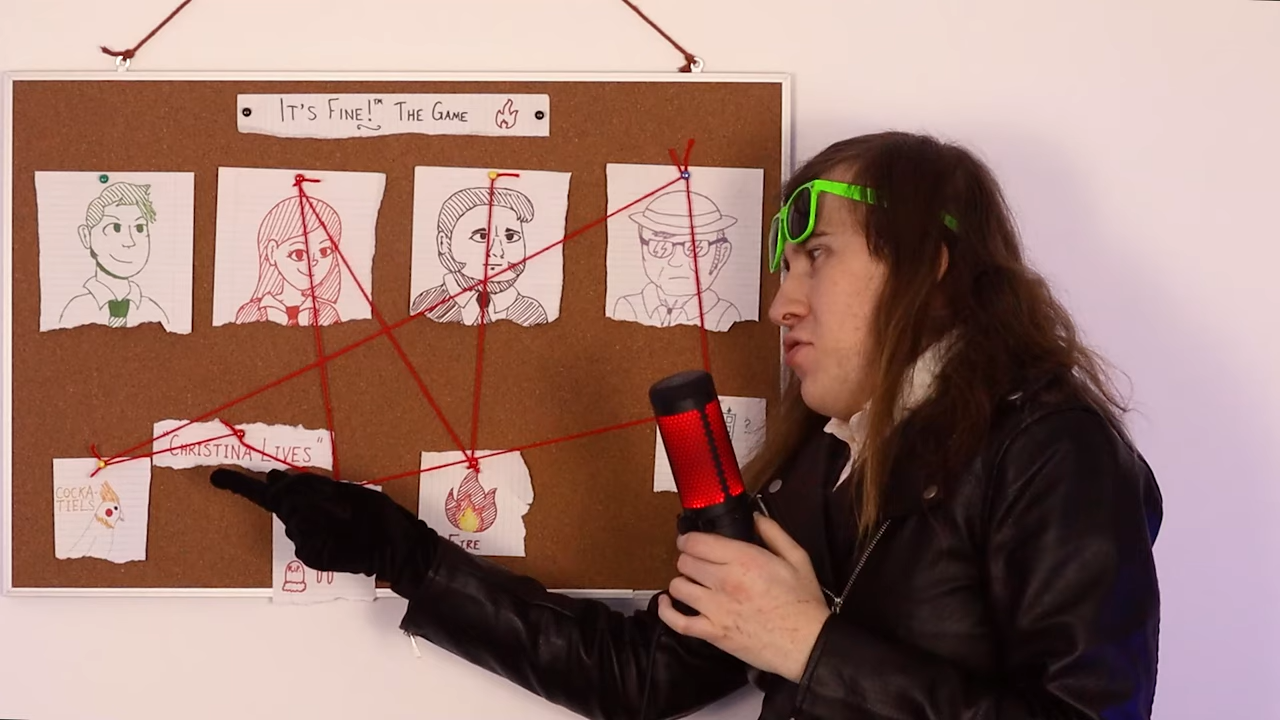 IT'S FINE!™ THE GAME
COCKA-
TIELS
CHRISTINA LIVES"
FIRE
R.I.P.
?